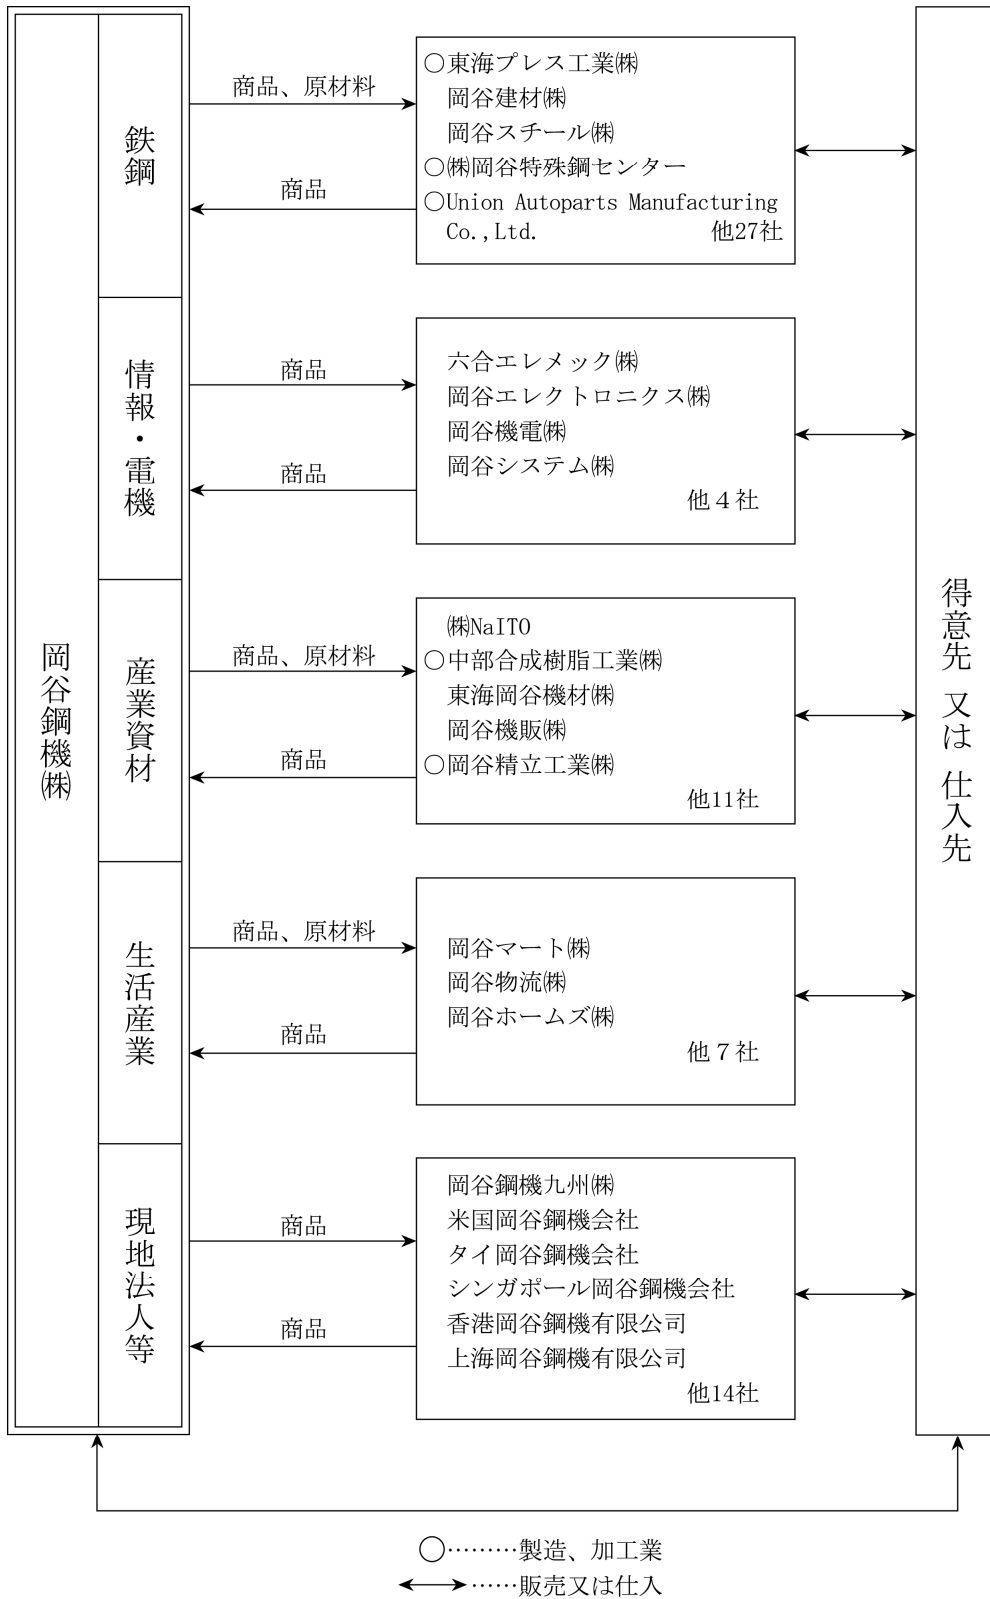 岡谷鋼機㈱
鉄鋼
商品、原材料
商品
○東海プレス工業㈱
岡谷建材㈱
岡谷スチール㈱
○㈱岡谷特殊鋼センター
○Union Autoparts Manufacturing
Co.,Ltd. 他27社
情報・電機
商品
商品
六合エレメック㈱
岡谷エレクトロニクス㈱
岡谷機電㈱
岡谷システム㈱
他４社
産業資材
商品、原材料
商品
㈱NaITO
○中部合成樹脂工業㈱
東海岡谷機材㈱
岡谷機販㈱
○岡谷精立工業㈱
他11社
生活産業
商品、原材料
商品
岡谷マート㈱
岡谷物流㈱
岡谷ホームズ㈱
他７社
現地法人等
商品
商品
岡谷鋼機九州㈱
米国岡谷鋼機会社
タイ岡谷鋼機会社
シンガポール岡谷鋼機会社
香港岡谷鋼機有限公司
上海岡谷鋼機有限公司
他14社
得意先 又は 仕入先
○………製造、加工業
⟷……販売又は仕入